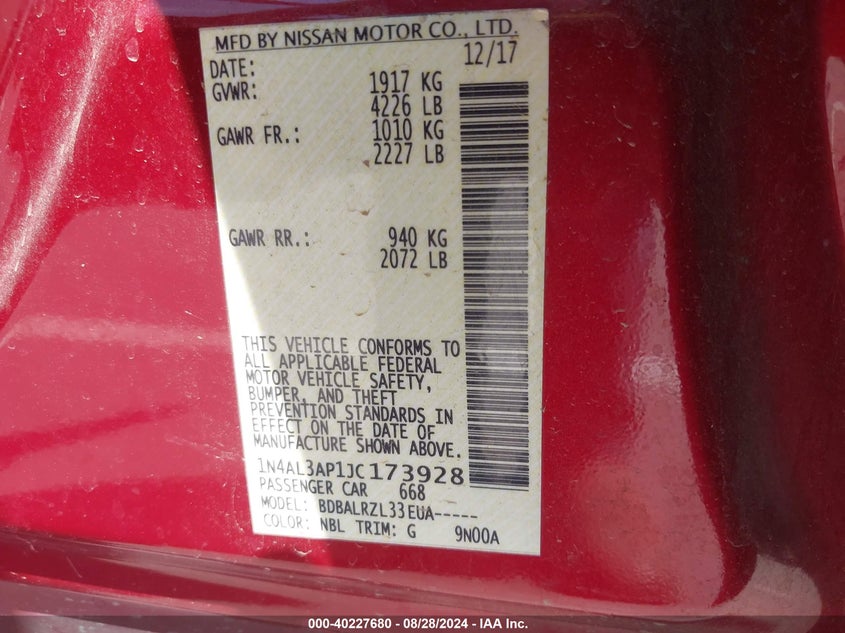 MFD BY NISSAN MOTOR CO., LTD.
DATE: 12/17
GVWR: 1917 KG
4226 LB
GAWR FR.: 1010 KG
2227 LB
GAWR RR.: 940 KG
2072 LB
THIS VEHICLE CONFORMS TO
ALL APPLICABLE FEDERAL
MOTOR VEHICLE SAFETY,
BUMPER, AND THEFT
PREVENTION STANDARDS IN
EFFECT ON THE DATE OF
MANUFACTURE SHOWN ABOVE.
1N4AL3AP1JC173928
PASSENGER CAR 668
MODEL: BDBALRZL33EUA-----
COLOR: NBL TRIM: G 9N00A
000-40227680 - 08/28/2024 - IAA Inc.